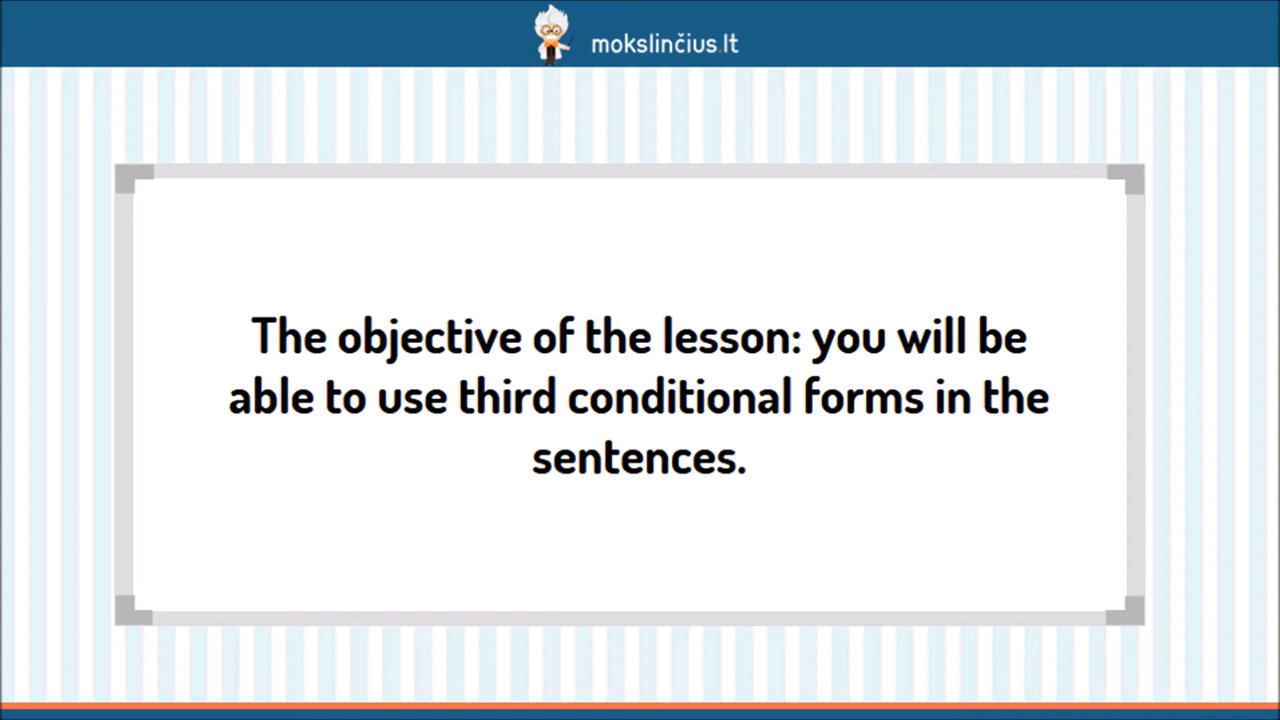 mokslinčius.lt
The objective of the lesson: you will be
able to use third conditional forms in the
sentences.